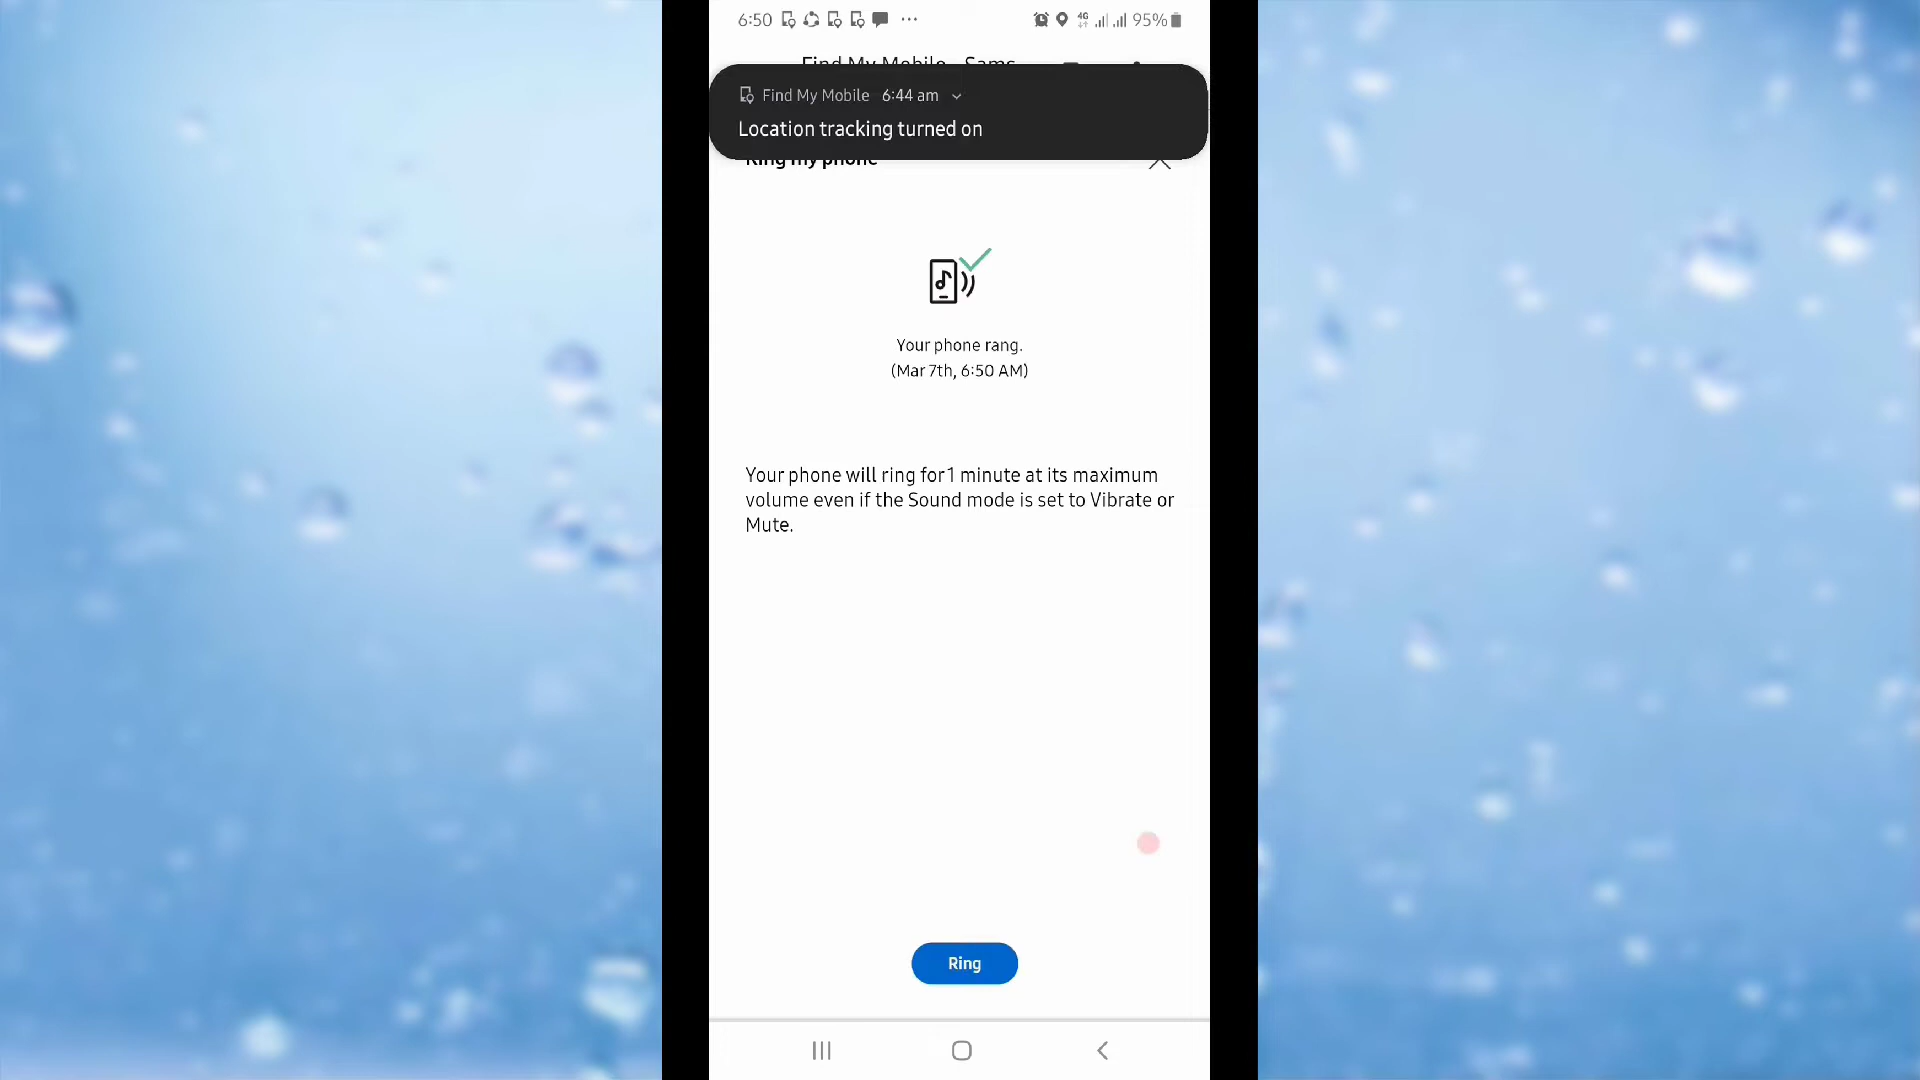 6:50 4G 95%
Find My Mobile - Sams
Find My Mobile 6:44 am
Location tracking turned on
Ring my phone
Your phone rang.
(Mar 7th, 6:50 AM)
Your phone will ring for 1 minute at its maximum
volume even if the Sound mode is set to Vibrate or
Mute.
Ring